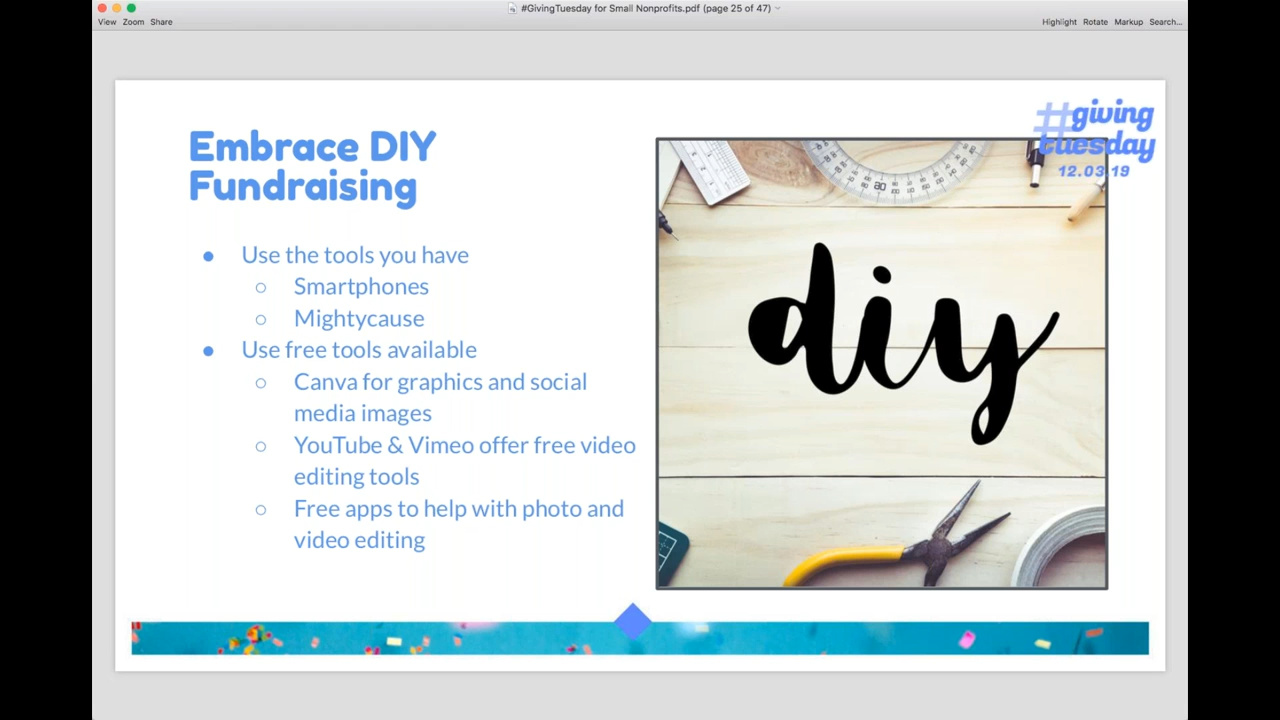 #GivingTuesday for Small Nonprofits.pdf (page 25 of 47)
View Zoom Share
Highlight Rotate Markup Search...
#giving
tuesday
12.03.19
Embrace DIY
Fundraising
● Use the tools you have
○ Smartphones
○ Mightycause
● Use free tools available
○ Canva for graphics and social
media images
○ YouTube & Vimeo offer free video
editing tools
○ Free apps to help with photo and
video editing
diy